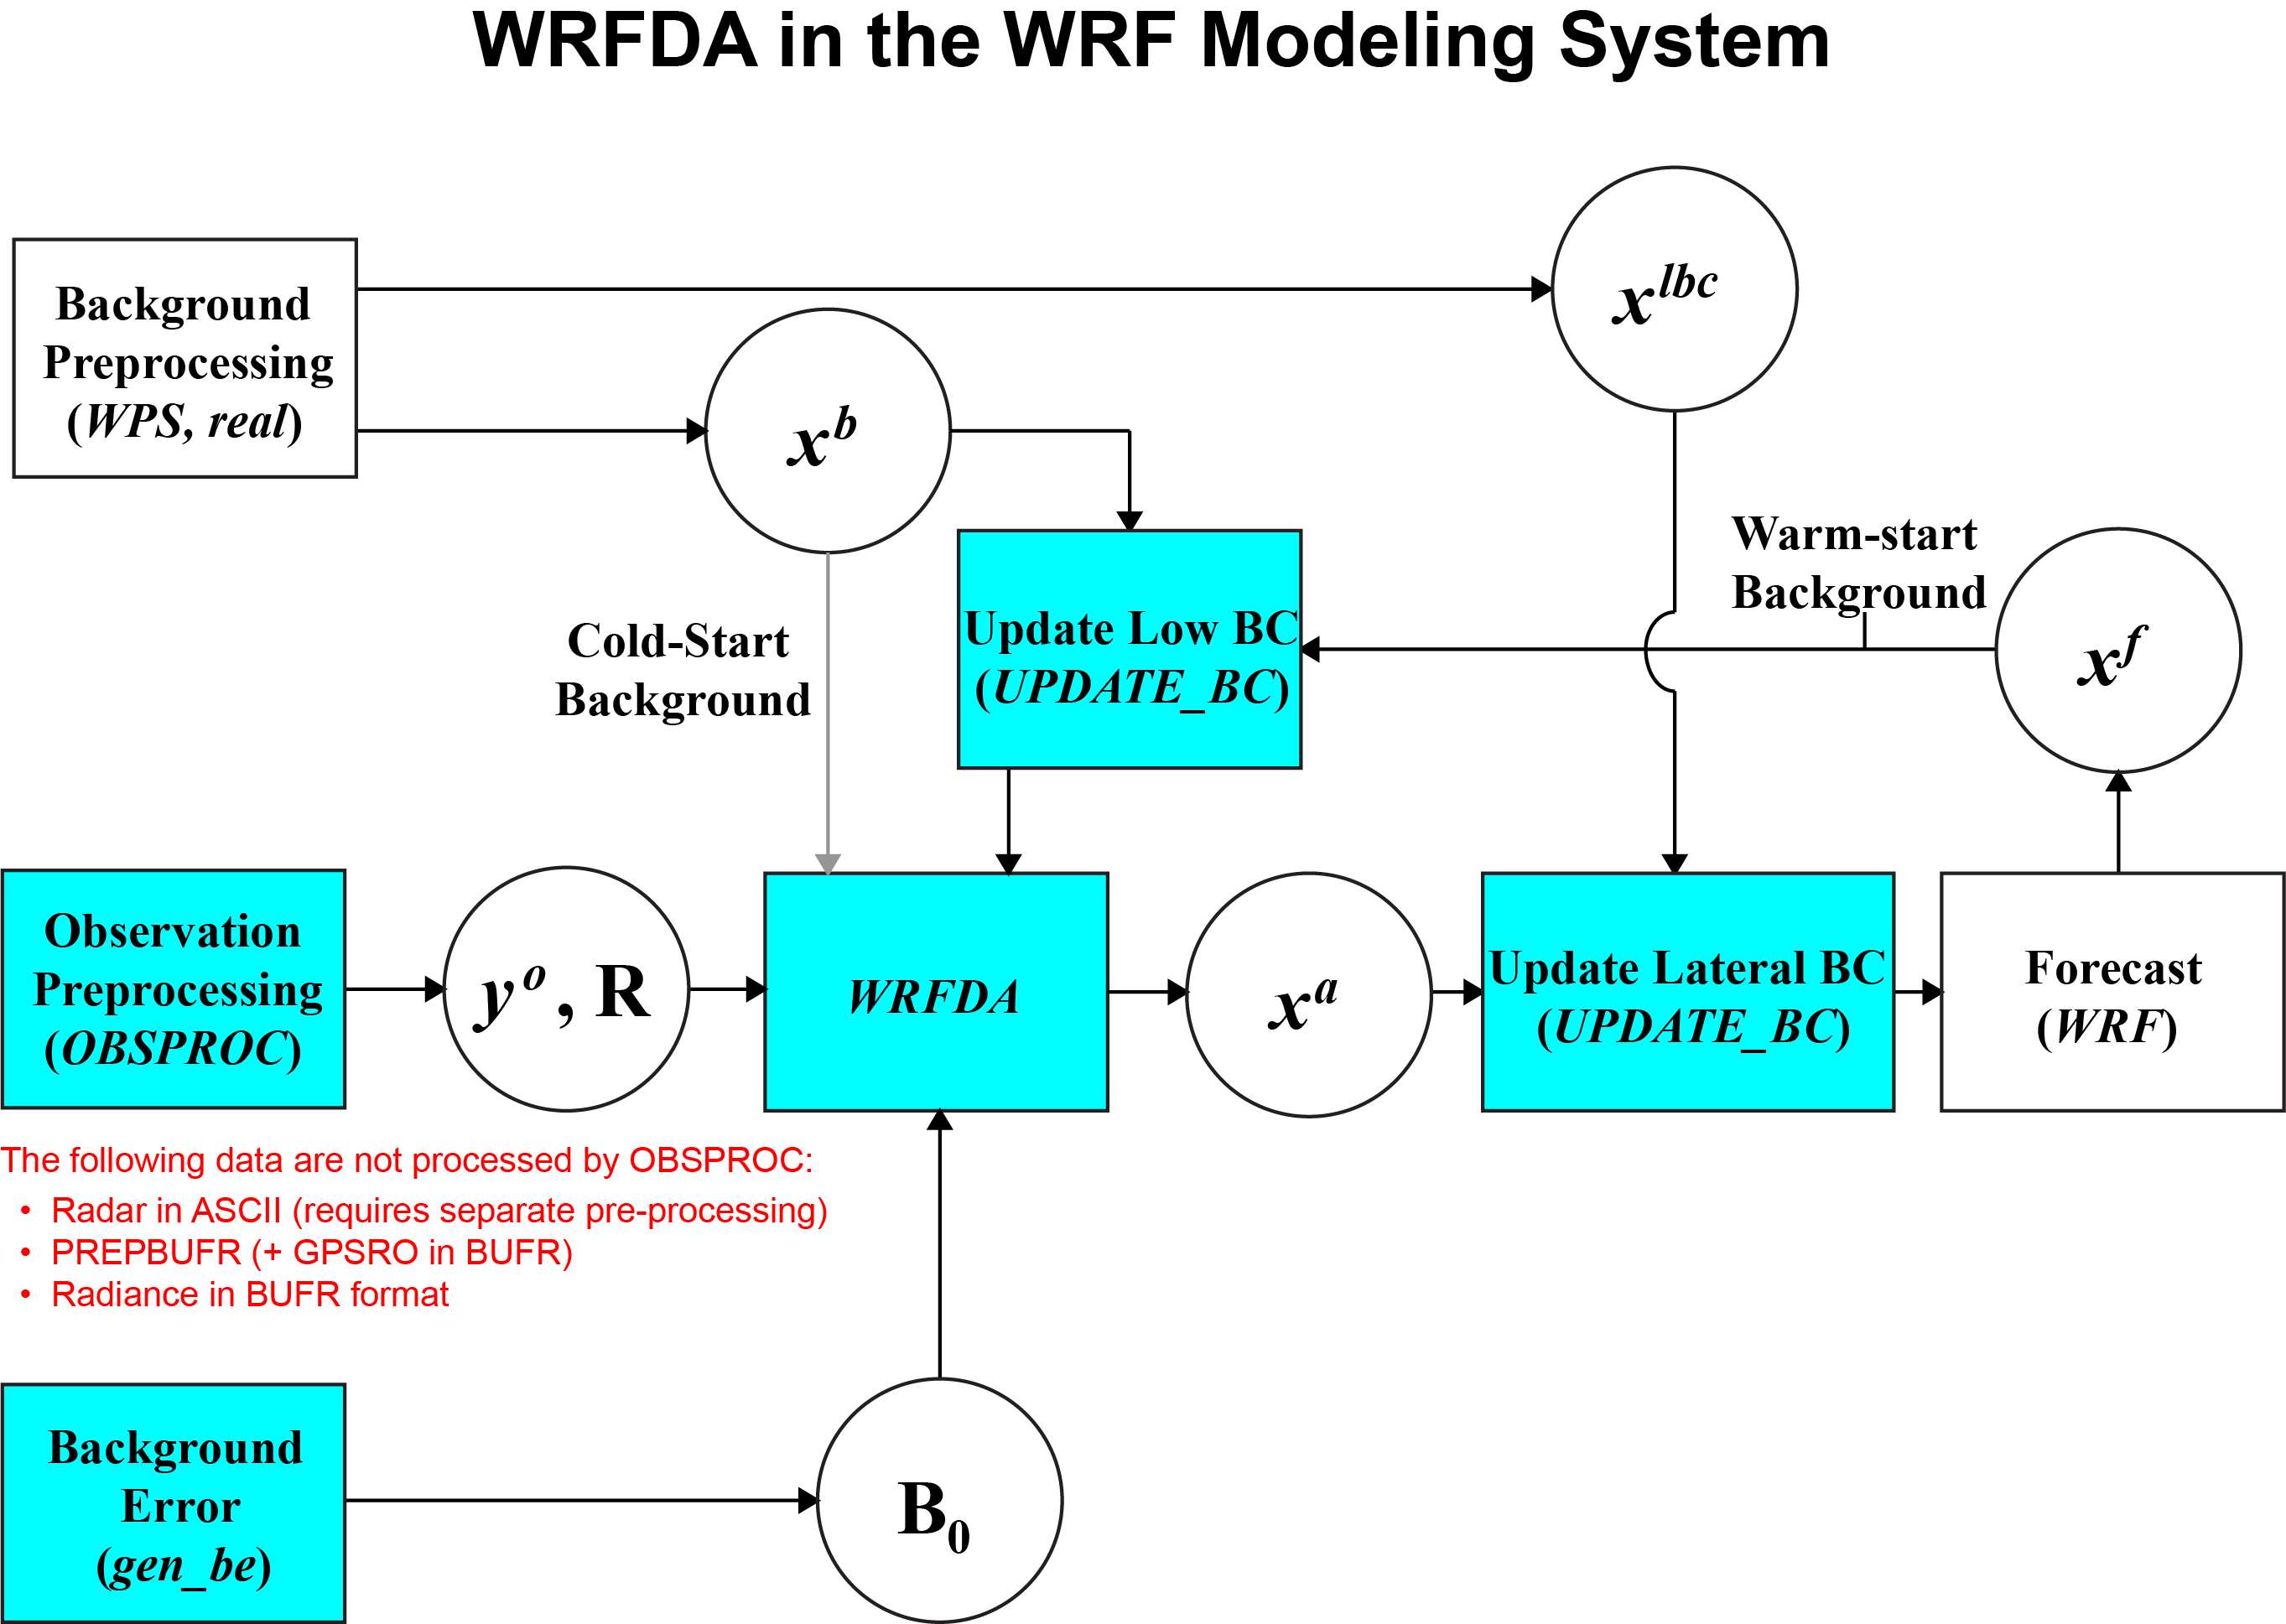 WRFDA in the WRF Modeling System
Background
Preprocessing
(WPS, real)
x^b
x^lbc
Cold-Start
Background
Update Low BC
(UPDATE_BC)
Warm-start
Background
x^f
Observation
Preprocessing
(OBSPROC)
y^o , R
WRFDA
x^a
Update Lateral BC
(UPDATE_BC)
Forecast
(WRF)
The following data are not processed by OBSPROC:
• Radar in ASCII (requires separate pre-processing)
• PREPBUFR (+ GPSRO in BUFR)
• Radiance in BUFR format
Background
Error
(gen_be)
B_0